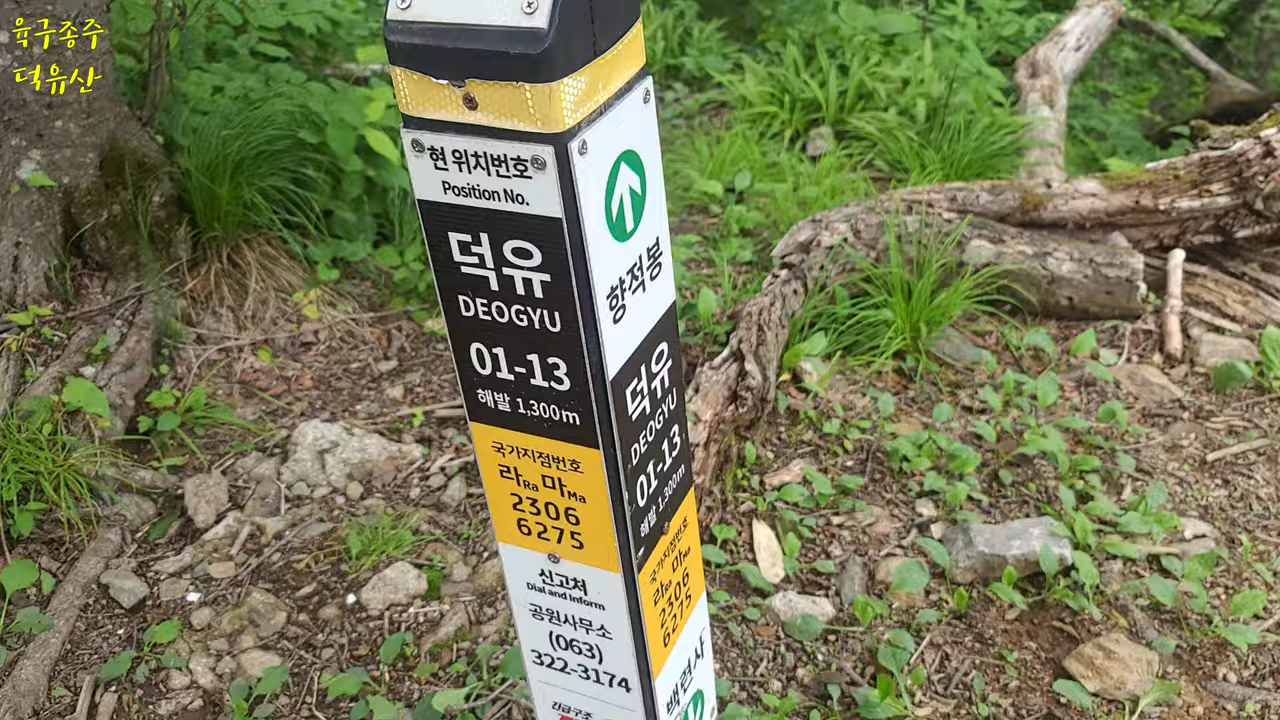 육구종주
덕유산
현 위치번호
Position No.
덕유
DEOGYU
01-13
해발 1,300m
국가지점번호
라Ra 마Ma
2306
6275
신고처
Dial and Inform
공원사무소
(063)
322-3174
긴급구조
향적봉
덕유
DEOGYU
01-13
해발 1,300m
국가지점번호
라Ra 마Ma
2306
6275
백련사